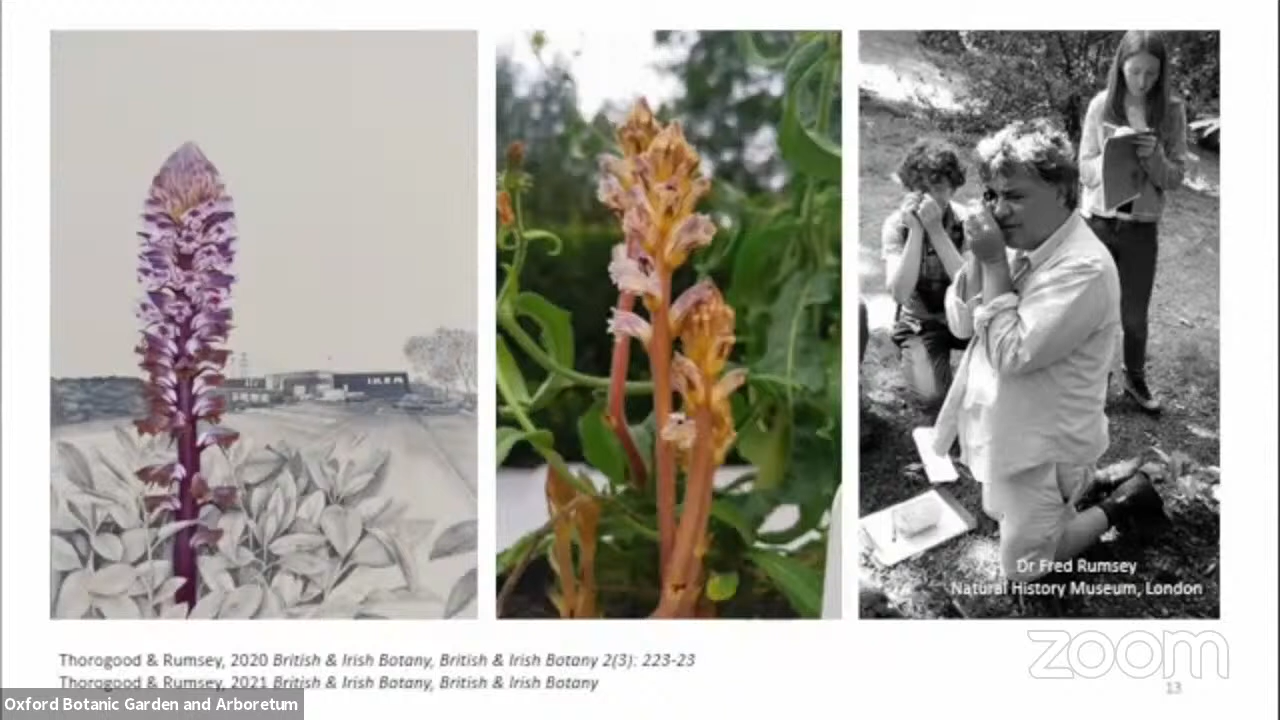 IKEA
Dr Fred Rumsey
Natural History Museum, London
Thorogood & Rumsey, 2020 British & Irish Botany, British & Irish Botany 2(3): 223-23
Thorogood & Rumsey, 2021 British & Irish Botany, British & Irish Botany
zoom
13
Oxford Botanic Garden and Arboretum